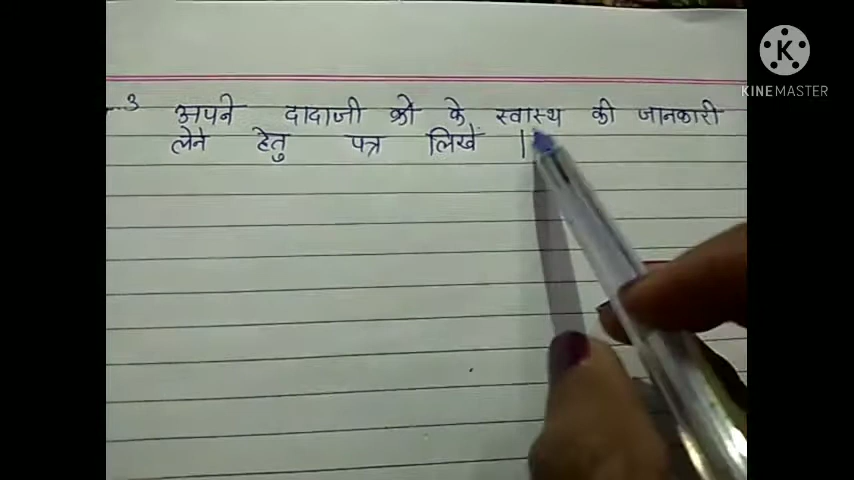 3 अपने दादाजी को के स्वास्थ की जानकारी
लेने हेतु पत्र लिखें |
KINEMASTER